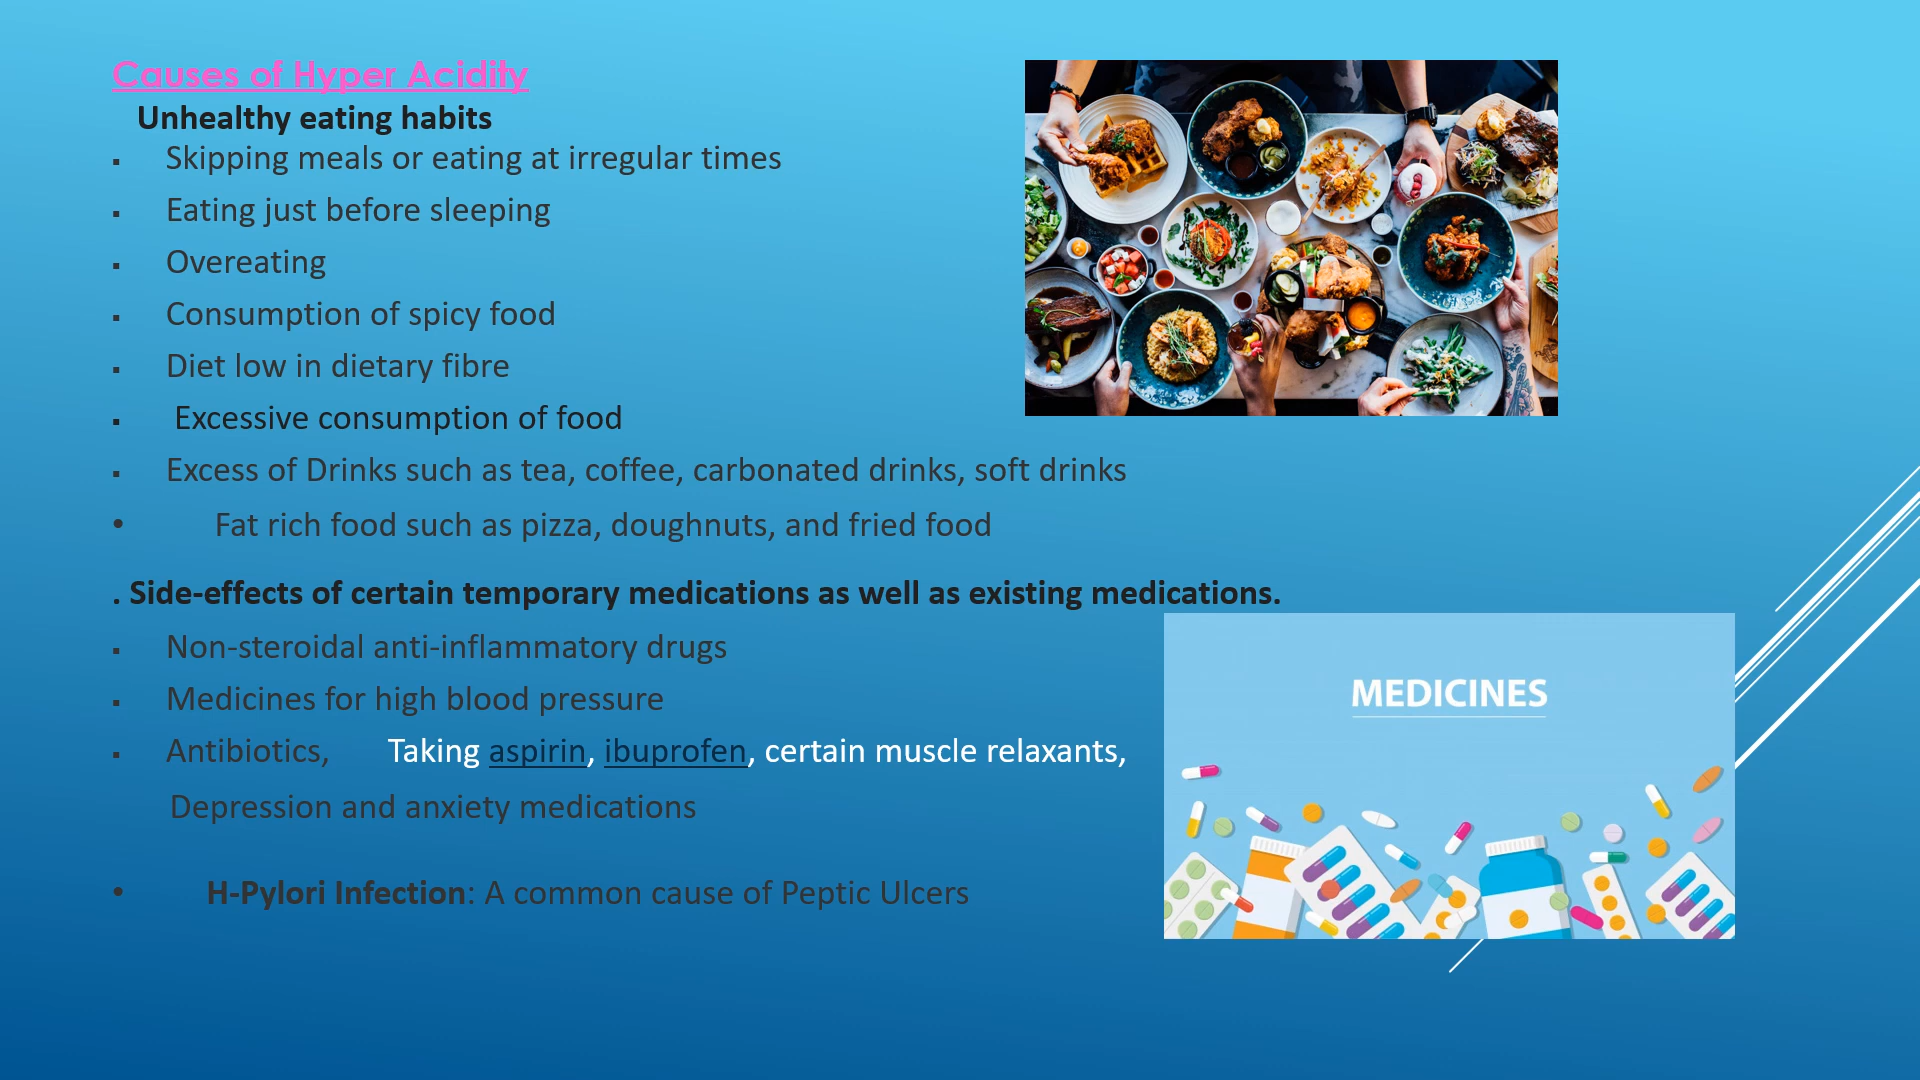 Causes of Hyper Acidity
Unhealthy eating habits
▪ Skipping meals or eating at irregular times
▪ Eating just before sleeping
▪ Overeating
▪ Consumption of spicy food
▪ Diet low in dietary fibre
▪ Excessive consumption of food
▪ Excess of Drinks such as tea, coffee, carbonated drinks, soft drinks
• Fat rich food such as pizza, doughnuts, and fried food
. Side-effects of certain temporary medications as well as existing medications.
▪ Non-steroidal anti-inflammatory drugs
▪ Medicines for high blood pressure
▪ Antibiotics, Taking aspirin, ibuprofen, certain muscle relaxants,
Depression and anxiety medications
• H-Pylori Infection: A common cause of Peptic Ulcers
MEDICINES